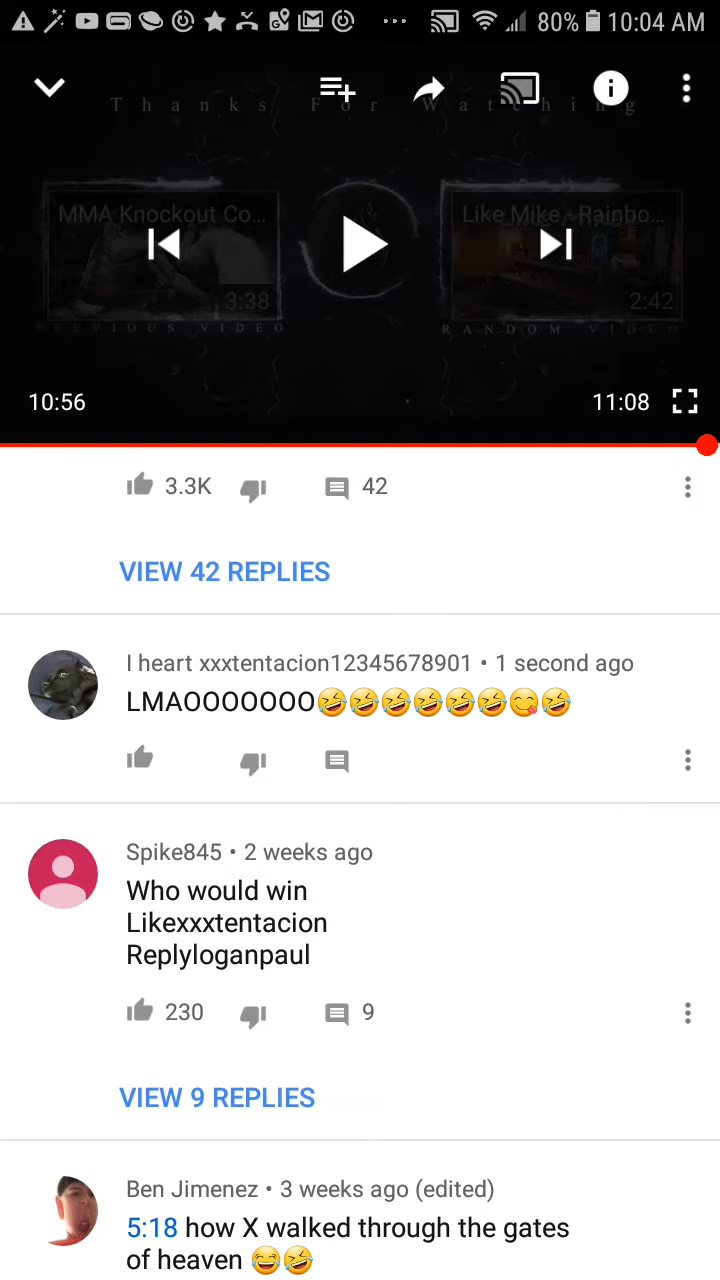 80% 10:04 AM
Thanks For Watching
MMA Knockout Co...
Like Mike - Rainbo...
3:38
2:42
PREVIOUS VIDEO
RANDOM VIDEO
10:56
11:08
3.3K
42
VIEW 42 REPLIES
I heart xxxtentacion12345678901 • 1 second ago
LMAOOOOOOO🤣🤣🤣🤣🤣🤣😋🤣
Spike845 • 2 weeks ago
Who would win
Likexxxtentacion
Replyloganpaul
230
9
VIEW 9 REPLIES
Ben Jimenez • 3 weeks ago (edited)
5:18 how X walked through the gates
of heaven 😂🤣